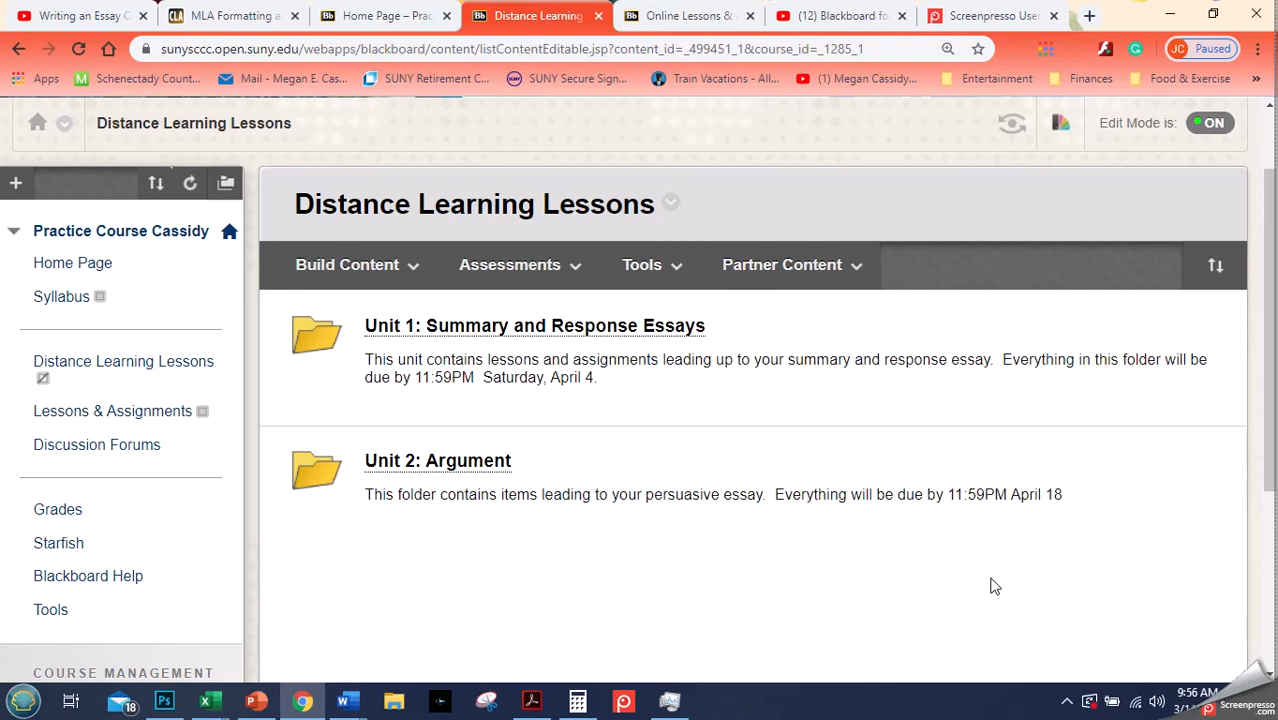 Writing an Essay C
MLA Formatting a
Home Page – Prac
Distance Learning
Online Lessons &
(12) Blackboard fo
Screenpresso User
sunysccc.open.suny.edu/webapps/blackboard/content/listContentEditable.jsp?content_id=_499451_1&course_id=_1285_1
JC Paused
Apps
Schenectady Count...
Mail - Megan E. Cas...
SUNY Retirement C...
SUNY Secure Sign...
Train Vacations - All...
(1) Megan Cassidy...
Entertainment
Finances
Food & Exercise
Distance Learning Lessons
Edit Mode is: ON
Practice Course Cassidy
Home Page
Syllabus
Distance Learning Lessons
Lessons & Assignments
Discussion Forums
Grades
Starfish
Blackboard Help
Tools
COURSE MANAGEMENT
Distance Learning Lessons
Build Content
Assessments
Tools
Partner Content
Unit 1: Summary and Response Essays
This unit contains lessons and assignments leading up to your summary and response essay. Everything in this folder will be
due by 11:59PM Saturday, April 4.
Unit 2: Argument
This folder contains items leading to your persuasive essay. Everything will be due by 11:59PM April 18
18
9:56 AM
Screenpresso
.com